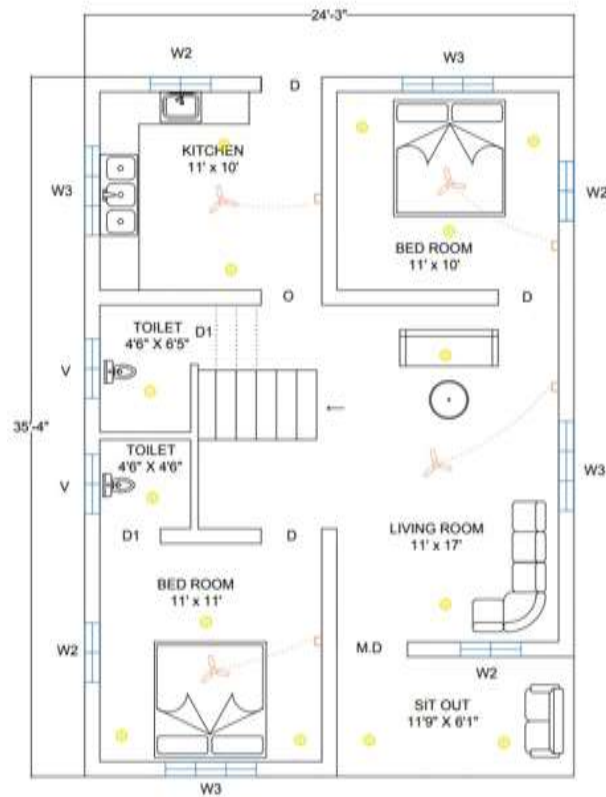 24'-3"
W2
D
W3
KITCHEN
11' x 10'
W3
W2
BED ROOM
11' x 10'
O
D
TOILET
4'6" X 6'5"
D1
V
35'-4"
TOILET
4'6" X 4'6"
V
W3
D1
D
LIVING ROOM
11' x 17'
BED ROOM
11' x 11'
W2
M.D
W2
SIT OUT
11'9" X 6'1"
W3